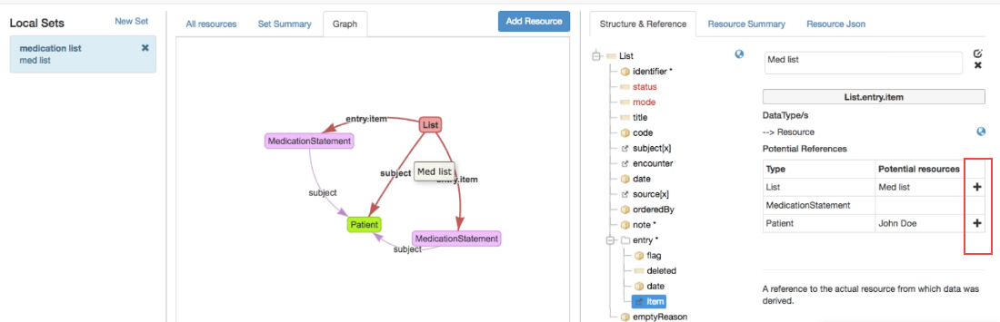 Local Sets
New Set
medication list
med list
All resources
Set Summary
Graph
Add Resource
entry:item
List
MedicationStatement
subject
Med list
entry.item
subject
Patient
MedicationStatement
subject
Structure & Reference
Resource Summary
Resource Json
List
identifier *
status
mode
title
code
subject[x]
encounter
date
source[x]
orderedBy
note *
entry *
flag
deleted
date
item
emptyReason
Med list
List.entry.item
DataType/s
--> Resource
Potential References
Type Potential resources
List Med list
MedicationStatement
Patient John Doe
A reference to the actual resource from which data was
derived.